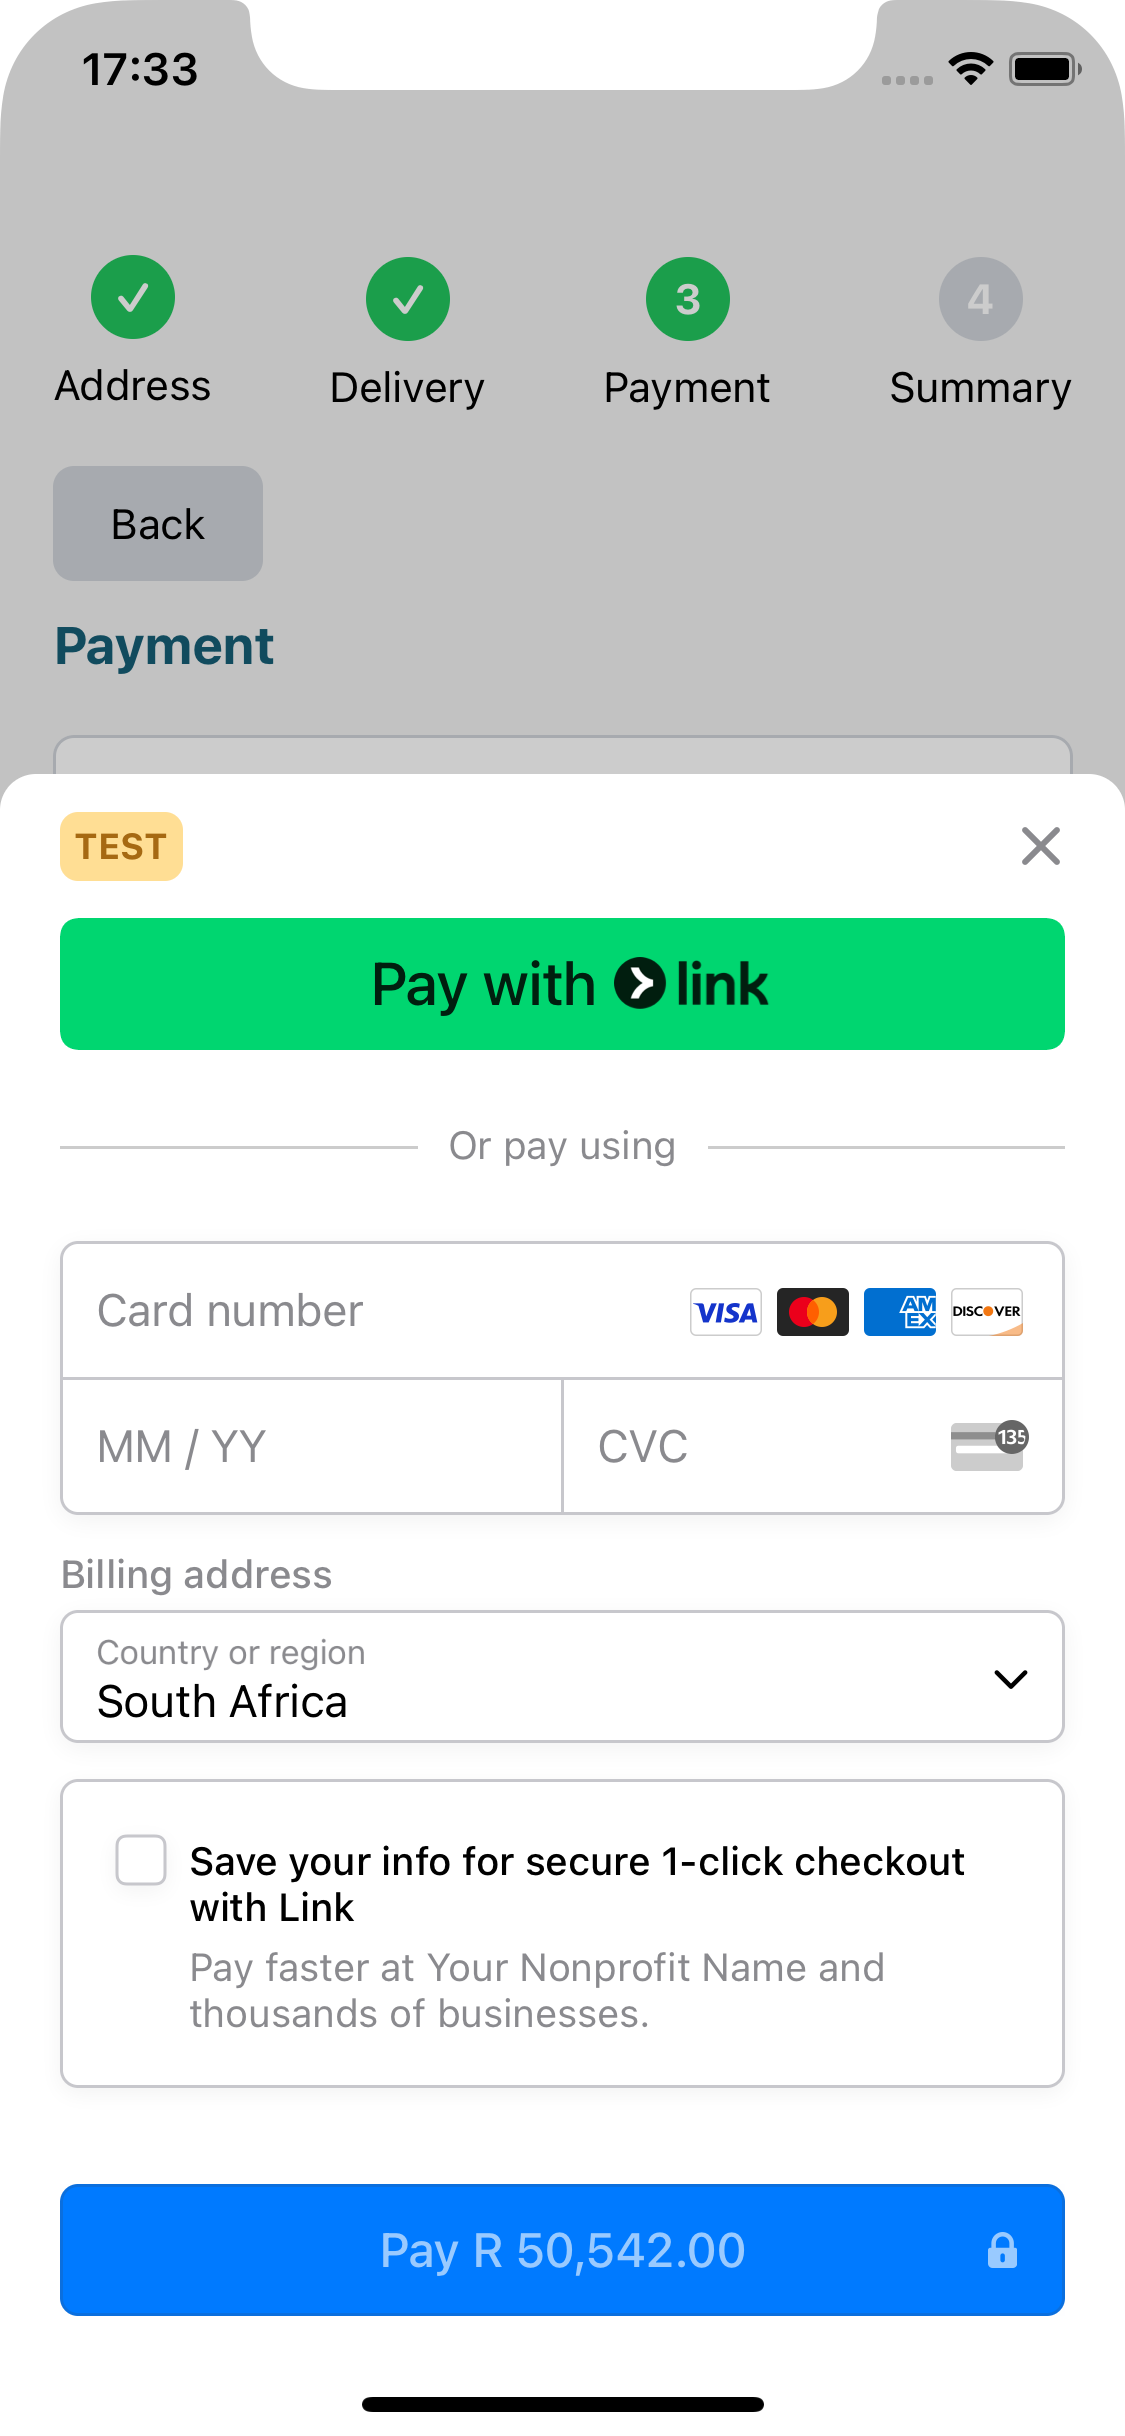 17:33
3
4
Address
Delivery
Payment
Summary
Back
Payment
TEST
Pay with link
Or pay using
Card number
VISA
AM
EX
DISCOVER
MM / YY
CVC
135
Billing address
Country or region
South Africa
Save your info for secure 1-click checkout
with Link
Pay faster at Your Nonprofit Name and
thousands of businesses.
Pay R 50,542.00